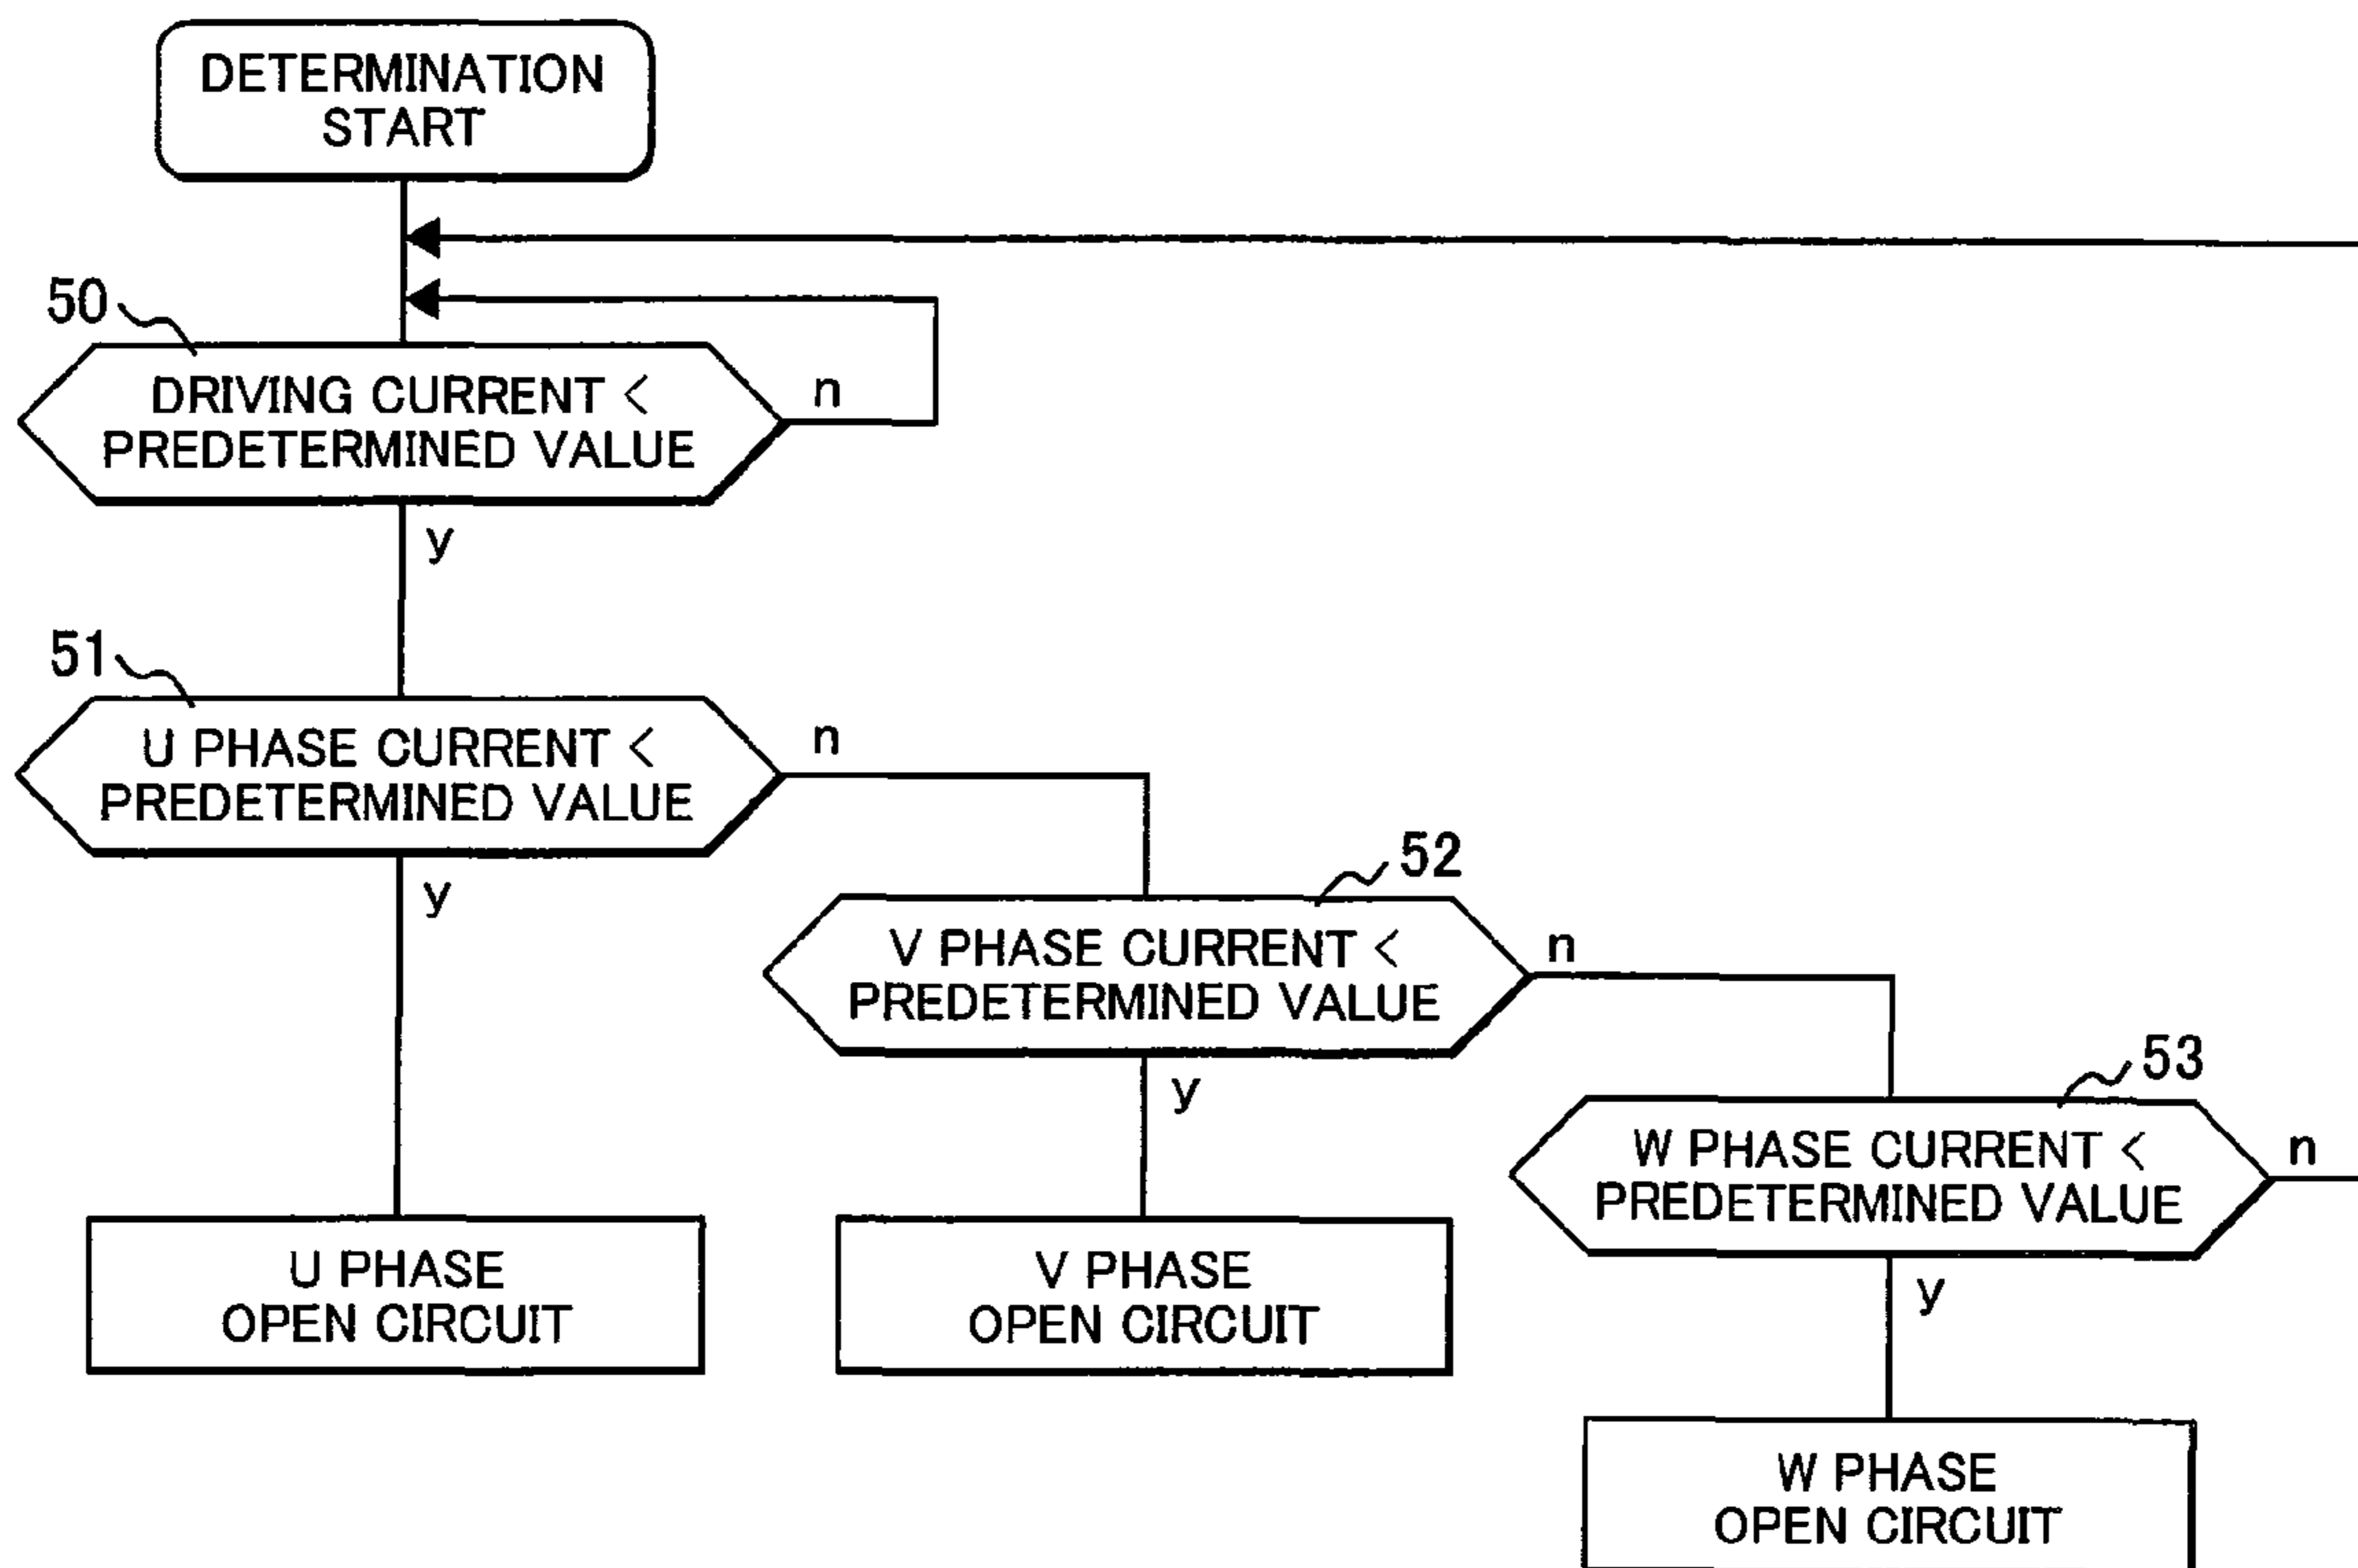 DETERMINATION
START
50
DRIVING CURRENT <
PREDETERMINED VALUE
n
y
51
U PHASE CURRENT <
PREDETERMINED VALUE
n
y
52
V PHASE CURRENT <
PREDETERMINED VALUE
n
y
53
W PHASE CURRENT <
PREDETERMINED VALUE
n
y
U PHASE
OPEN CIRCUIT
V PHASE
OPEN CIRCUIT
W PHASE
OPEN CIRCUIT